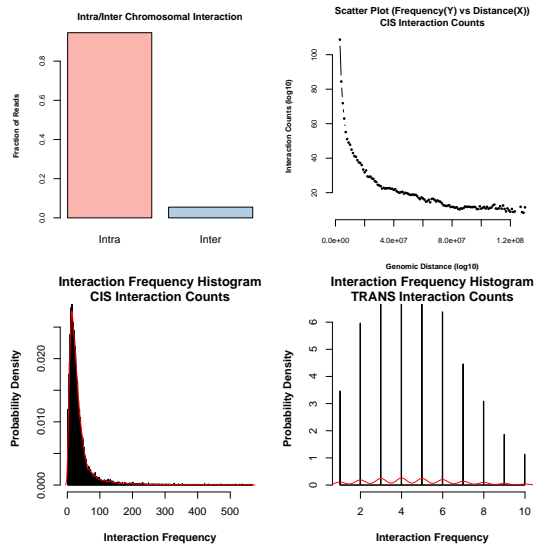 Intra/Inter Chromosomal Interaction
Fraction of Reads
0.0 0.2 0.4 0.6 0.8
Intra Inter
Scatter Plot (Frequency(Y) vs Distance(X))
CIS Interaction Counts
Interaction Counts (log10)
20 40 60 80 100
0.0e+00 4.0e+07 8.0e+07 1.2e+08
Genomic Distance (log10)
Interaction Frequency Histogram
CIS Interaction Counts
Probability Density
0.000 0.010 0.020
0 100 200 300 400 500
Interaction Frequency
Interaction Frequency Histogram
TRANS Interaction Counts
Probability Density
0 1 2 3 4 5 6
2 4 6 8 10
Interaction Frequency